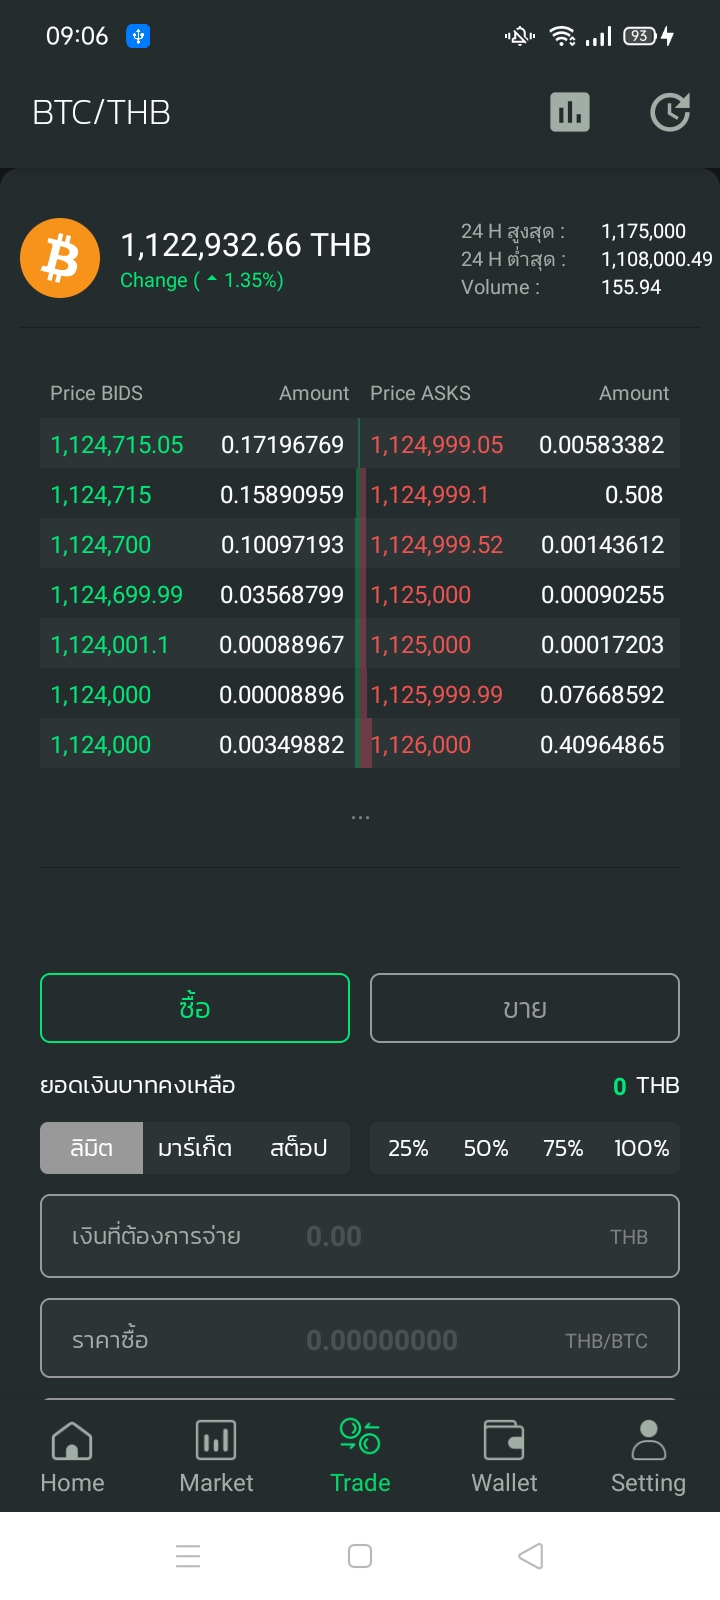 09:06
93
BTC/THB
1,122,932.66 THB
Change ( 1.35%)
24 H สูงสุด : 1,175,000
24 H ต่ำสุด : 1,108,000.49
Volume : 155.94
Price BIDS Amount Price ASKS Amount
1,124,715.05 0.17196769 1,124,999.05 0.00583382
1,124,715 0.15890959 1,124,999.1 0.508
1,124,700 0.10097193 1,124,999.52 0.00143612
1,124,699.99 0.03568799 1,125,000 0.00090255
1,124,001.1 0.00088967 1,125,000 0.00017203
1,124,000 0.00008896 1,125,999.99 0.07668592
1,124,000 0.00349882 1,126,000 0.40964865
...
ซื้อ ขาย
ยอดเงินบาทคงเหลือ 0 THB
ลิมิต มาร์เก็ต สต็อป 25% 50% 75% 100%
เงินที่ต้องการจ่าย 0.00 THB
ราคาซื้อ 0.00000000 THB/BTC
Home Market Trade Wallet Setting